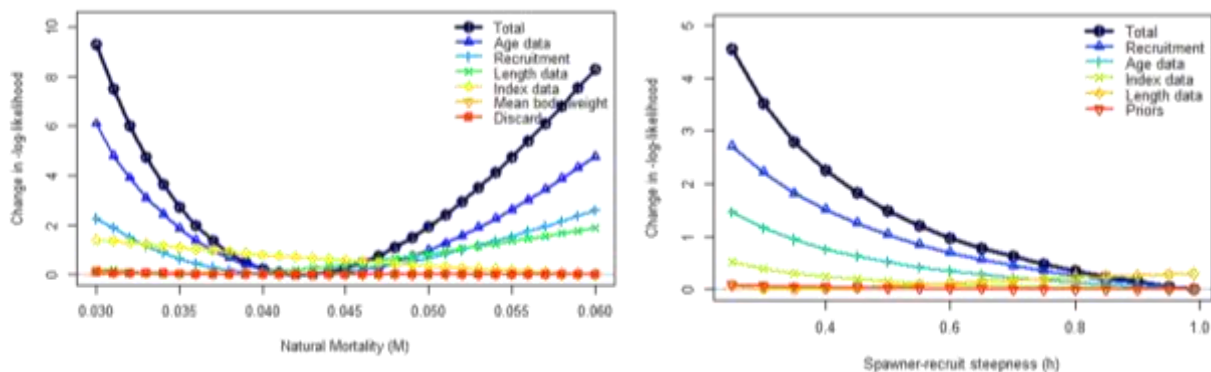 Total
Age data
Recruitment
Length data
Index data
Mean body weight
Discard
Change in -log-likelihood
10
8
6
4
2
0
0.030 0.035 0.040 0.045 0.050 0.055 0.060
Natural Mortality (M)
Total
Recruitment
Age data
Index data
Length data
Priors
Change in -log-likelihood
5
4
3
2
1
0
0.4 0.6 0.8 1.0
Spawner-recruit steepness (h)